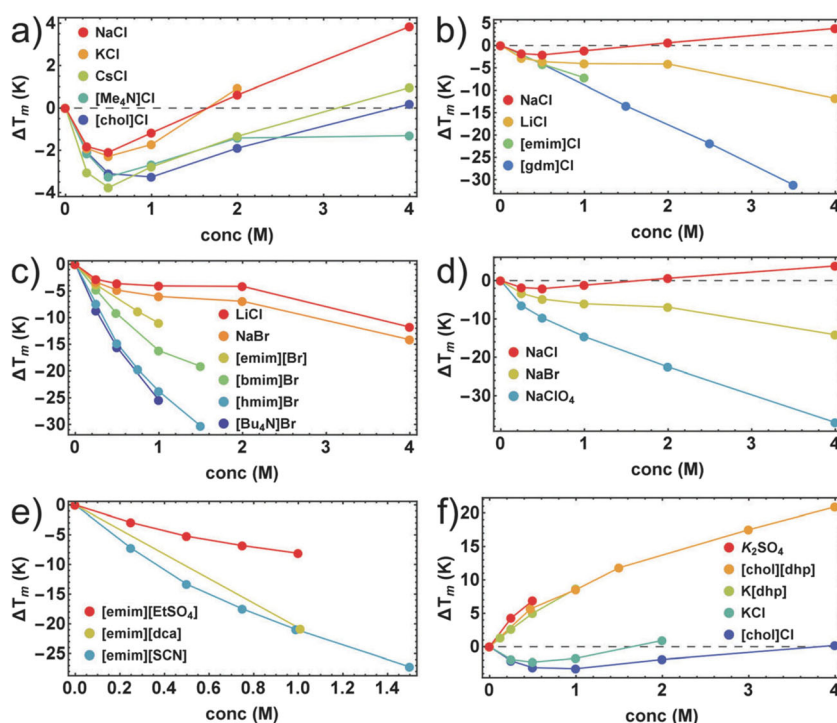 a)
NaCl
KCl
CsCl
[Me₄N]Cl
[chol]Cl
ΔTₘ (K)
4
2
0
−2
−4
0 1 2 3 4
conc (M)
b)
NaCl
LiCl
[emim]Cl
[gdm]Cl
ΔTₘ (K)
5
0
−5
−10
−15
−20
−25
−30
0 1 2 3 4
conc (M)
c)
LiCl
NaBr
[emim][Br]
[bmim]Br
[hmim]Br
[Bu₄N]Br
ΔTₘ (K)
0
−5
−10
−15
−20
−25
−30
0 1 2 3 4
conc (M)
d)
NaCl
NaBr
NaClO₄
ΔTₘ (K)
0
−10
−20
−30
0 1 2 3 4
conc (M)
e)
[emim][EtSO₄]
[emim][dca]
[emim][SCN]
ΔTₘ (K)
0
−5
−10
−15
−20
−25
0.0 0.2 0.4 0.6 0.8 1.0 1.2 1.4
conc (M)
f)
K₂SO₄
[chol][dhp]
K[dhp]
KCl
[chol]Cl
ΔTₘ (K)
20
15
10
5
0
−5
0 1 2 3 4
conc (M)